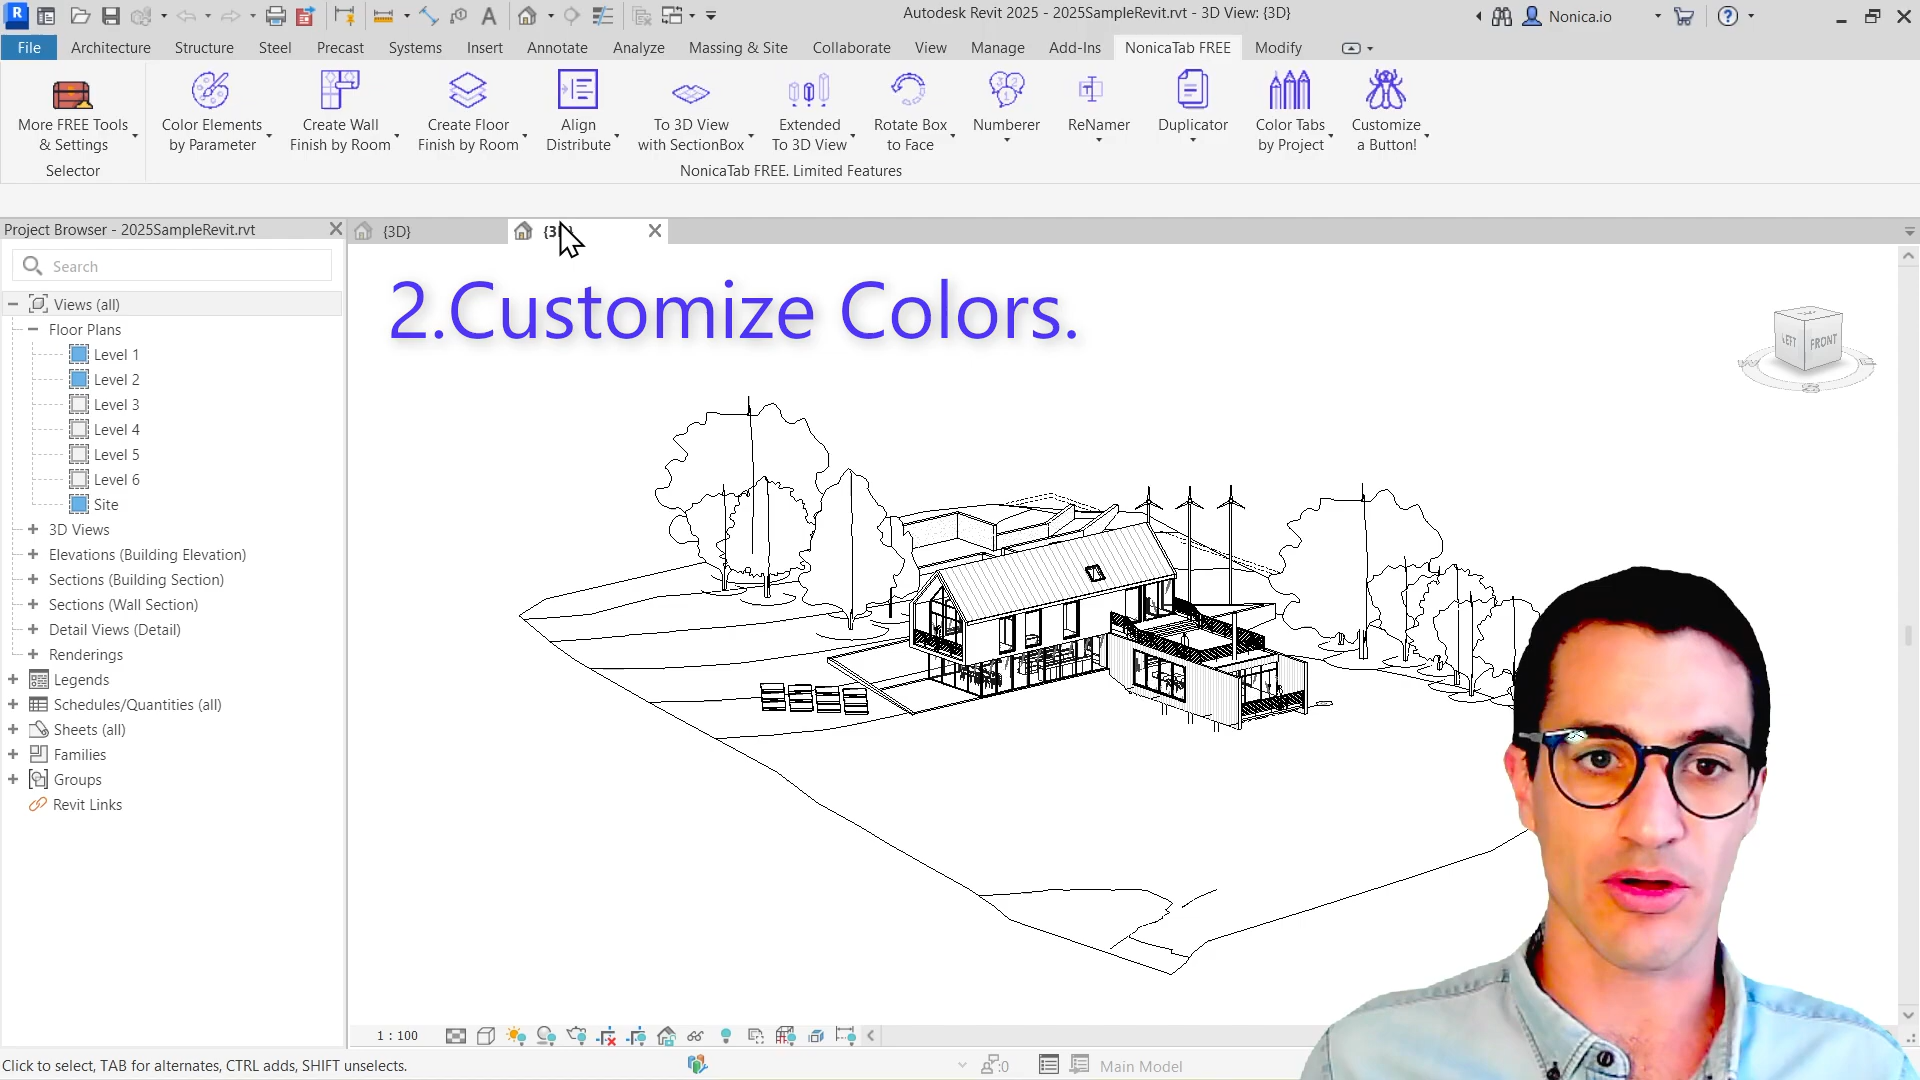 Autodesk Revit 2025 - 2025SampleRevit.rvt - 3D View: {3D}
Nonica.io
File Architecture Structure Steel Precast Systems Insert Annotate Analyze Massing & Site Collaborate View Manage Add-Ins NonicaTab FREE Modify
More FREE Tools
& Settings
Color Elements
by Parameter
Create Wall
Finish by Room
Create Floor
Finish by Room
Align
Distribute
To 3D View
with SectionBox
Extended
To 3D View
Rotate Box
to Face
Numberer
ReNamer
Duplicator
Color Tabs
by Project
Customize
a Button!
Selector
NonicaTab FREE. Limited Features
Project Browser - 2025SampleRevit.rvt
{3D}
Search
Views (all)
Floor Plans
Level 1
Level 2
Level 3
Level 4
Level 5
Level 6
Site
3D Views
Elevations (Building Elevation)
Sections (Building Section)
Sections (Wall Section)
Detail Views (Detail)
Renderings
Legends
Schedules/Quantities (all)
Sheets (all)
Families
Groups
Revit Links
2.Customize Colors.
LEFT FRONT
1 : 100
Click to select, TAB for alternates, CTRL adds, SHIFT unselects.
:0
Main Model